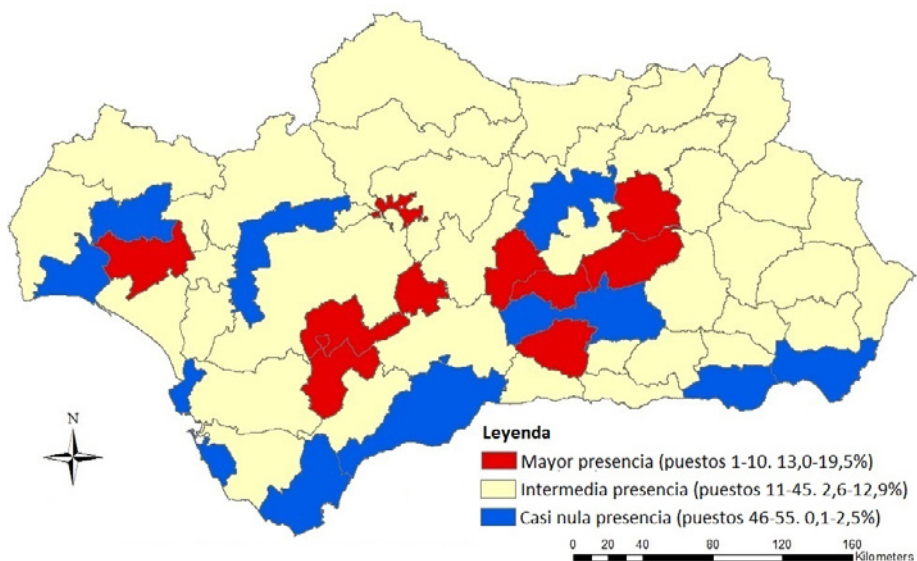 N
Leyenda
Mayor presencia (puestos 1-10. 13,0-19,5%)
Intermedia presencia (puestos 11-45. 2,6-12,9%)
Casi nula presencia (puestos 46-55. 0,1-2,5%)
0 20 40 80 120 160
Kilometers